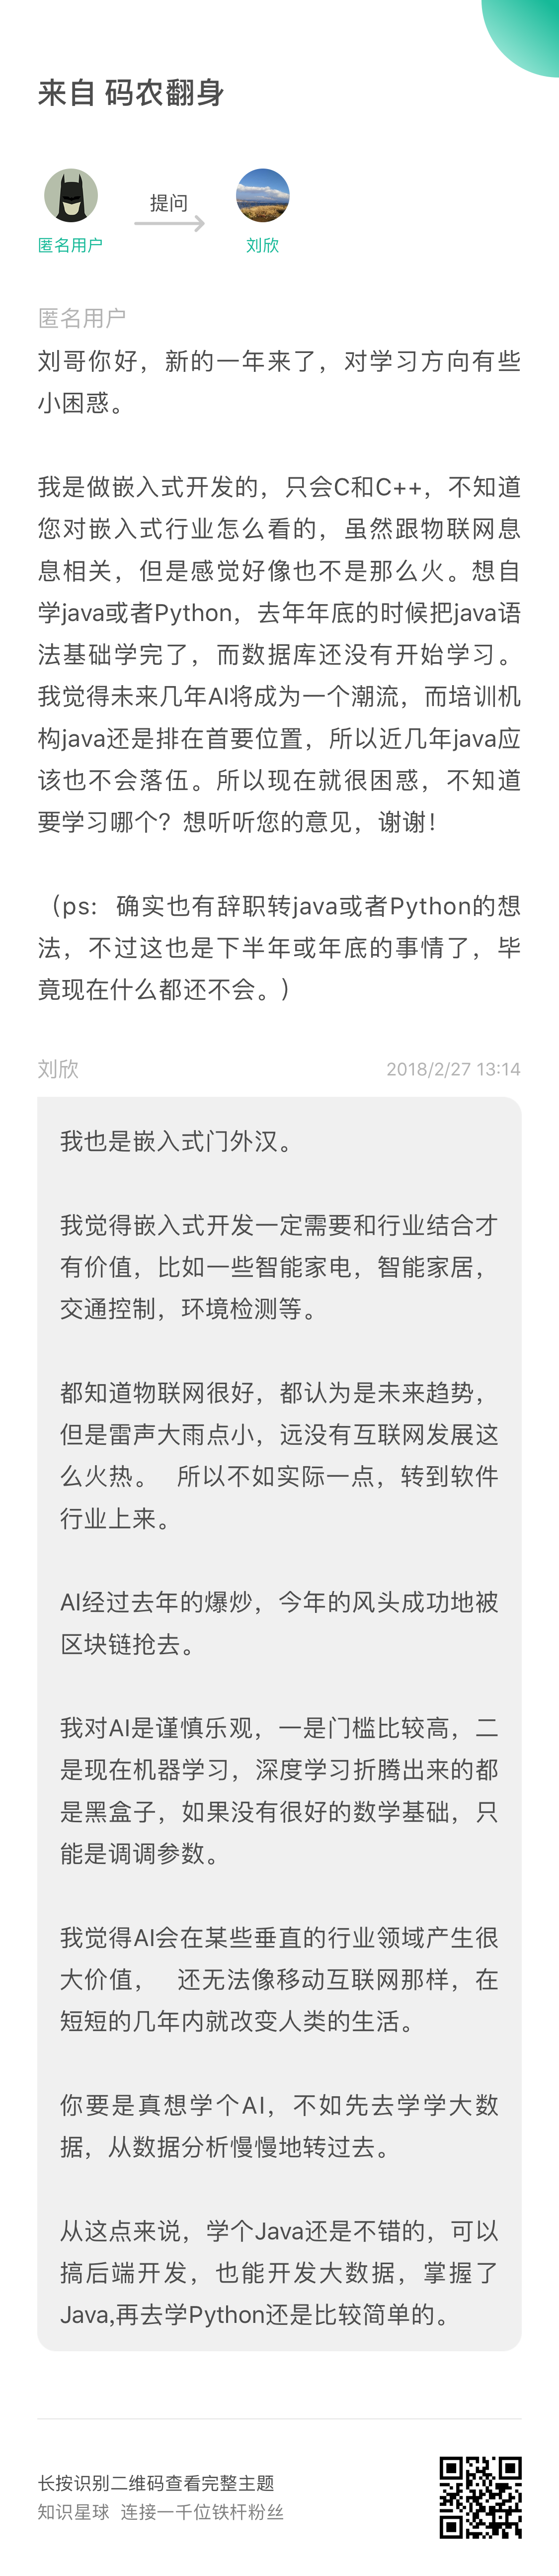 来自 码农翻身
提问
匿名用户
刘欣
匿名用户
刘哥你好，新的一年来了，对学习方向有些
小困惑。
我是做嵌入式开发的，只会C和C++，不知道
您对嵌入式行业怎么看的，虽然跟物联网息
息相关，但是感觉好像也不是那么火。想自
学java或者Python，去年年底的时候把java语
法基础学完了，而数据库还没有开始学习。
我觉得未来几年AI将成为一个潮流，而培训机
构java还是排在首要位置，所以近几年java应
该也不会落伍。所以现在就很困惑，不知道
要学习哪个？想听听您的意见，谢谢！
（ps： 确实也有辞职转java或者Python的想
法，不过这也是下半年或年底的事情了，毕
竟现在什么都还不会。）
刘欣
2018/2/27 13:14
我也是嵌入式门外汉。
我觉得嵌入式开发一定需要和行业结合才
有价值，比如一些智能家电，智能家居，
交通控制，环境检测等。
都知道物联网很好，都认为是未来趋势，
但是雷声大雨点小，远没有互联网发展这
么火热。 所以不如实际一点，转到软件
行业上来。
AI经过去年的爆炒，今年的风头成功地被
区块链抢去。
我对AI是谨慎乐观，一是门槛比较高，二
是现在机器学习，深度学习折腾出来的都
是黑盒子，如果没有很好的数学基础，只
能是调调参数。
我觉得AI会在某些垂直的行业领域产生很
大价值， 还无法像移动互联网那样，在
短短的几年内就改变人类的生活。
你要是真想学个AI，不如先去学学大数
据，从数据分析慢慢地转过去。
从这点来说，学个Java还是不错的，可以
搞后端开发，也能开发大数据，掌握了
Java,再去学Python还是比较简单的。
长按识别二维码查看完整主题
知识星球 连接一千位铁杆粉丝